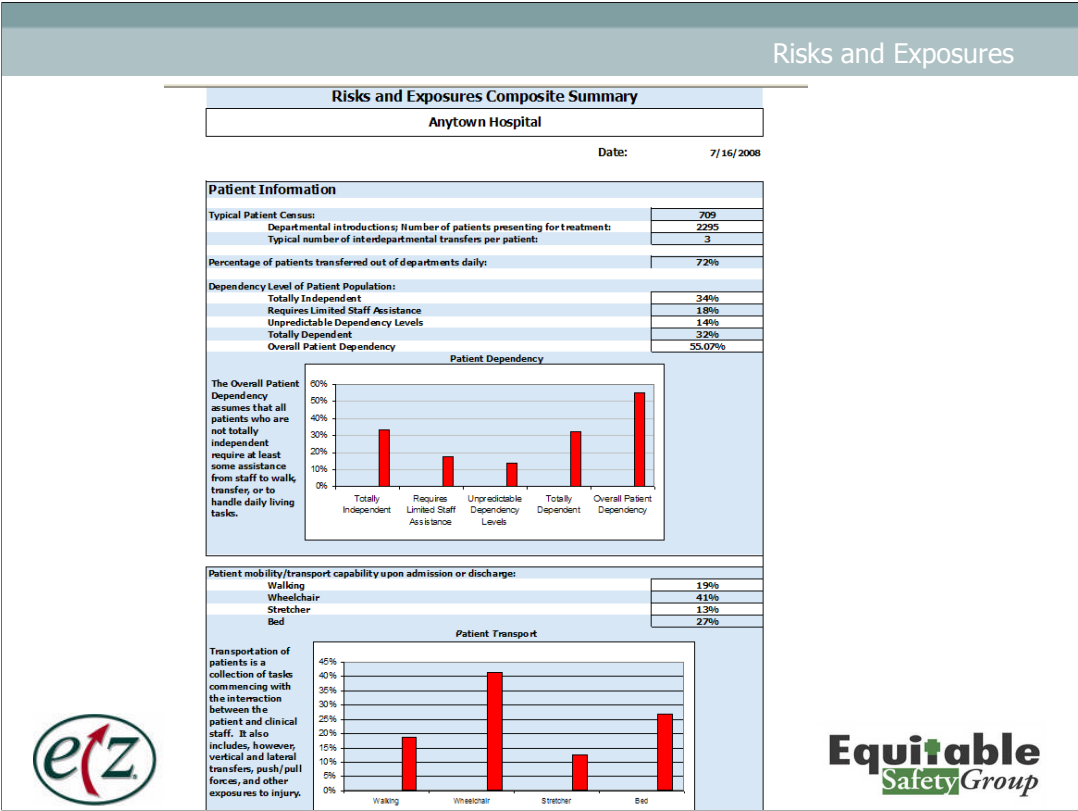 Risks and Exposures
Risks and Exposures Composite Summary
Anytown Hospital
Date: 7/16/2008
Patient Information
Typical Patient Census: 709
Departmental introductions; Number of patients presenting for treatment: 2295
Typical number of interdepartmental transfers per patient: 3
Percentage of patients transferred out of departments daily: 72%
Dependency Level of Patient Population:
Totally Independent 34%
Requires Limited Staff Assistance 18%
Unpredictable Dependency Levels 14%
Totally Dependent 32%
Overall Patient Dependency 55.07%
Patient Dependency
The Overall Patient
Dependency
assumes that all
patients who are
not totally
independent
require at least
some assistance
from staff to walk,
transfer, or to
handle daily living
tasks.
60%
50%
40%
30%
20%
10%
0%
Totally
Independent
Requires
Limited Staff
Assistance
Unpredictable
Dependency
Levels
Totally
Dependent
Overall Patient
Dependency
Patient mobility/transport capability upon admission or discharge:
Walking 19%
Wheelchair 41%
Stretcher 13%
Bed 27%
Patient Transport
Transportation of
patients is a
collection of tasks
commencing with
the interraction
between the
patient and clinical
staff. It also
includes, however,
vertical and lateral
transfers, push/pull
forces, and other
exposures to injury.
45%
40%
35%
30%
25%
20%
15%
10%
5%
0%
Walking
Wheelchair
Stretcher
Bed
erz
Equitable
SafetyGroup